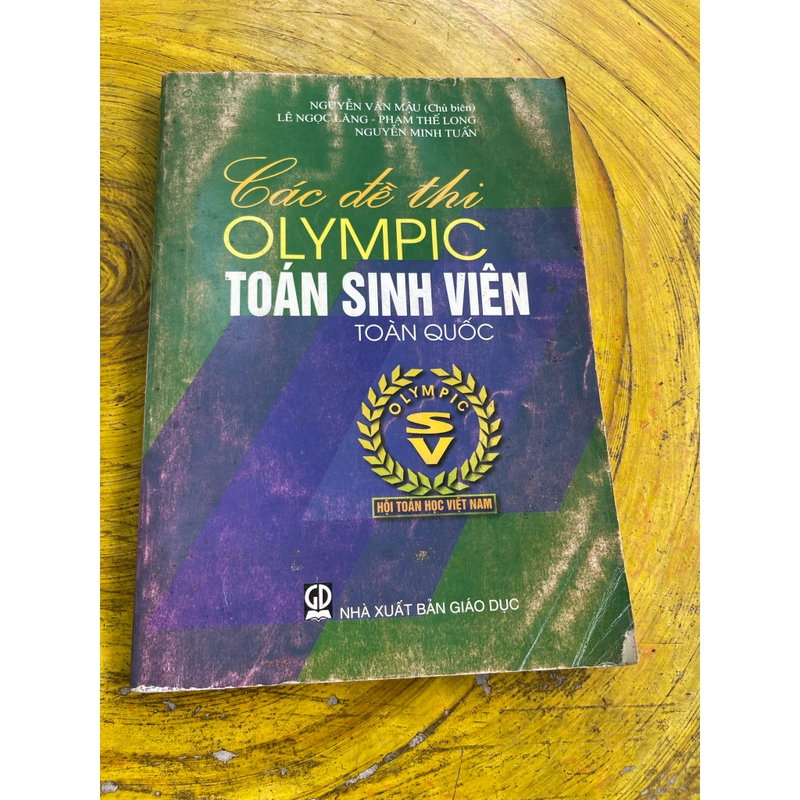 NGUYỄN VĂN MẬU (Chủ biên)
LÊ NGỌC LĂNG - PHẠM THẾ LONG
NGUYỄN MINH TUẤN
Các đề thi
OLYMPIC
TOÁN SINH VIÊN
TOÀN QUỐC
OLYMPIC
SV
HỘI TOÁN HỌC VIỆT NAM
GD
NHÀ XUẤT BẢN GIÁO DỤC